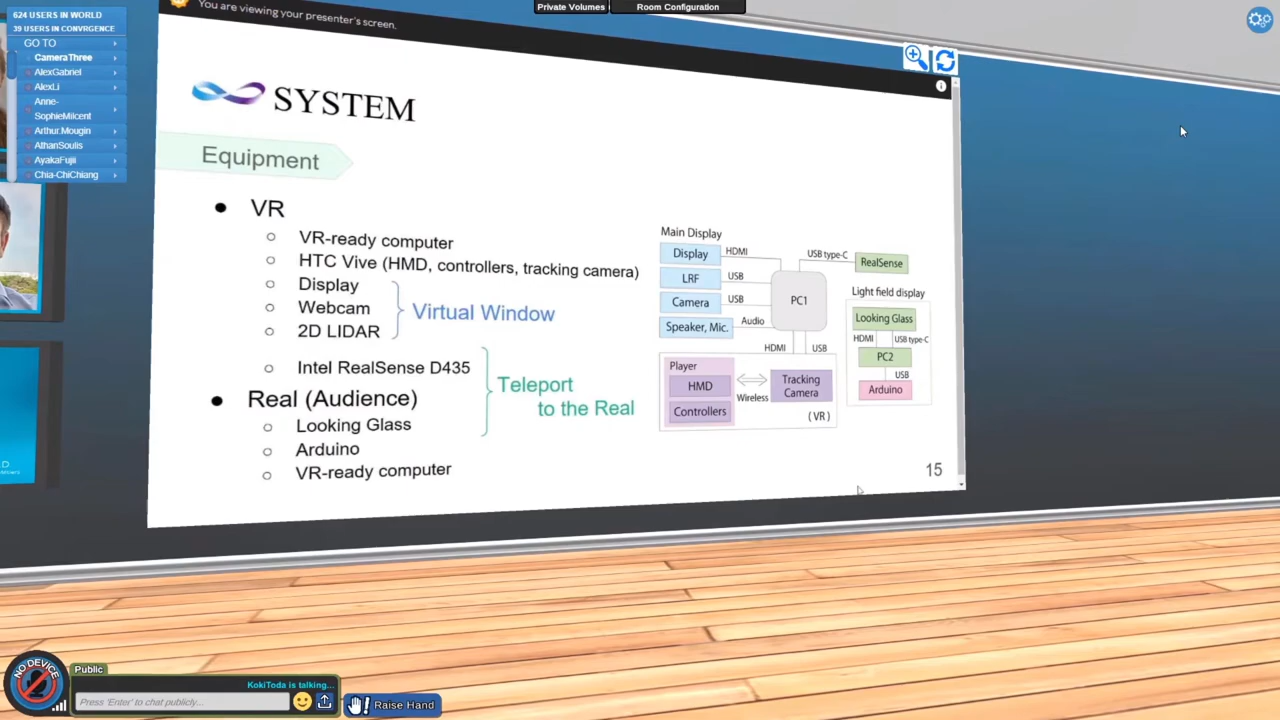 624 USERS IN WORLD
39 USERS IN CONVRGENCE
GO TO
CameraThree
AlexGabriel
AlexLi
Anne-
SophieMilcent
Arthur.Mougin
AthanSoulis
AyakaFujii
Chia-ChiChiang
Private Volumes
Room Configuration
You are viewing your presenter's screen.
SYSTEM
Equipment
● VR
○ VR-ready computer
○ HTC Vive (HMD, controllers, tracking camera)
○ Display
○ Webcam
○ 2D LIDAR
Virtual Window
○ Intel RealSense D435
● Real (Audience)
○ Looking Glass
○ Arduino
○ VR-ready computer
Teleport
to the Real
Main Display
Display
HDMI
LRF
USB
Camera
USB
Speaker, Mic.
Audio
PC1
USB type-C
RealSense
HDMI
USB
Player
HMD
Controllers
Wireless
Tracking
Camera
(VR)
Light field display
Looking Glass
HDMI
USB type-C
PC2
USB
Arduino
15
NO DEVICE
Public
KokiToda is talking...
Press 'Enter' to chat publicly...
Raise Hand